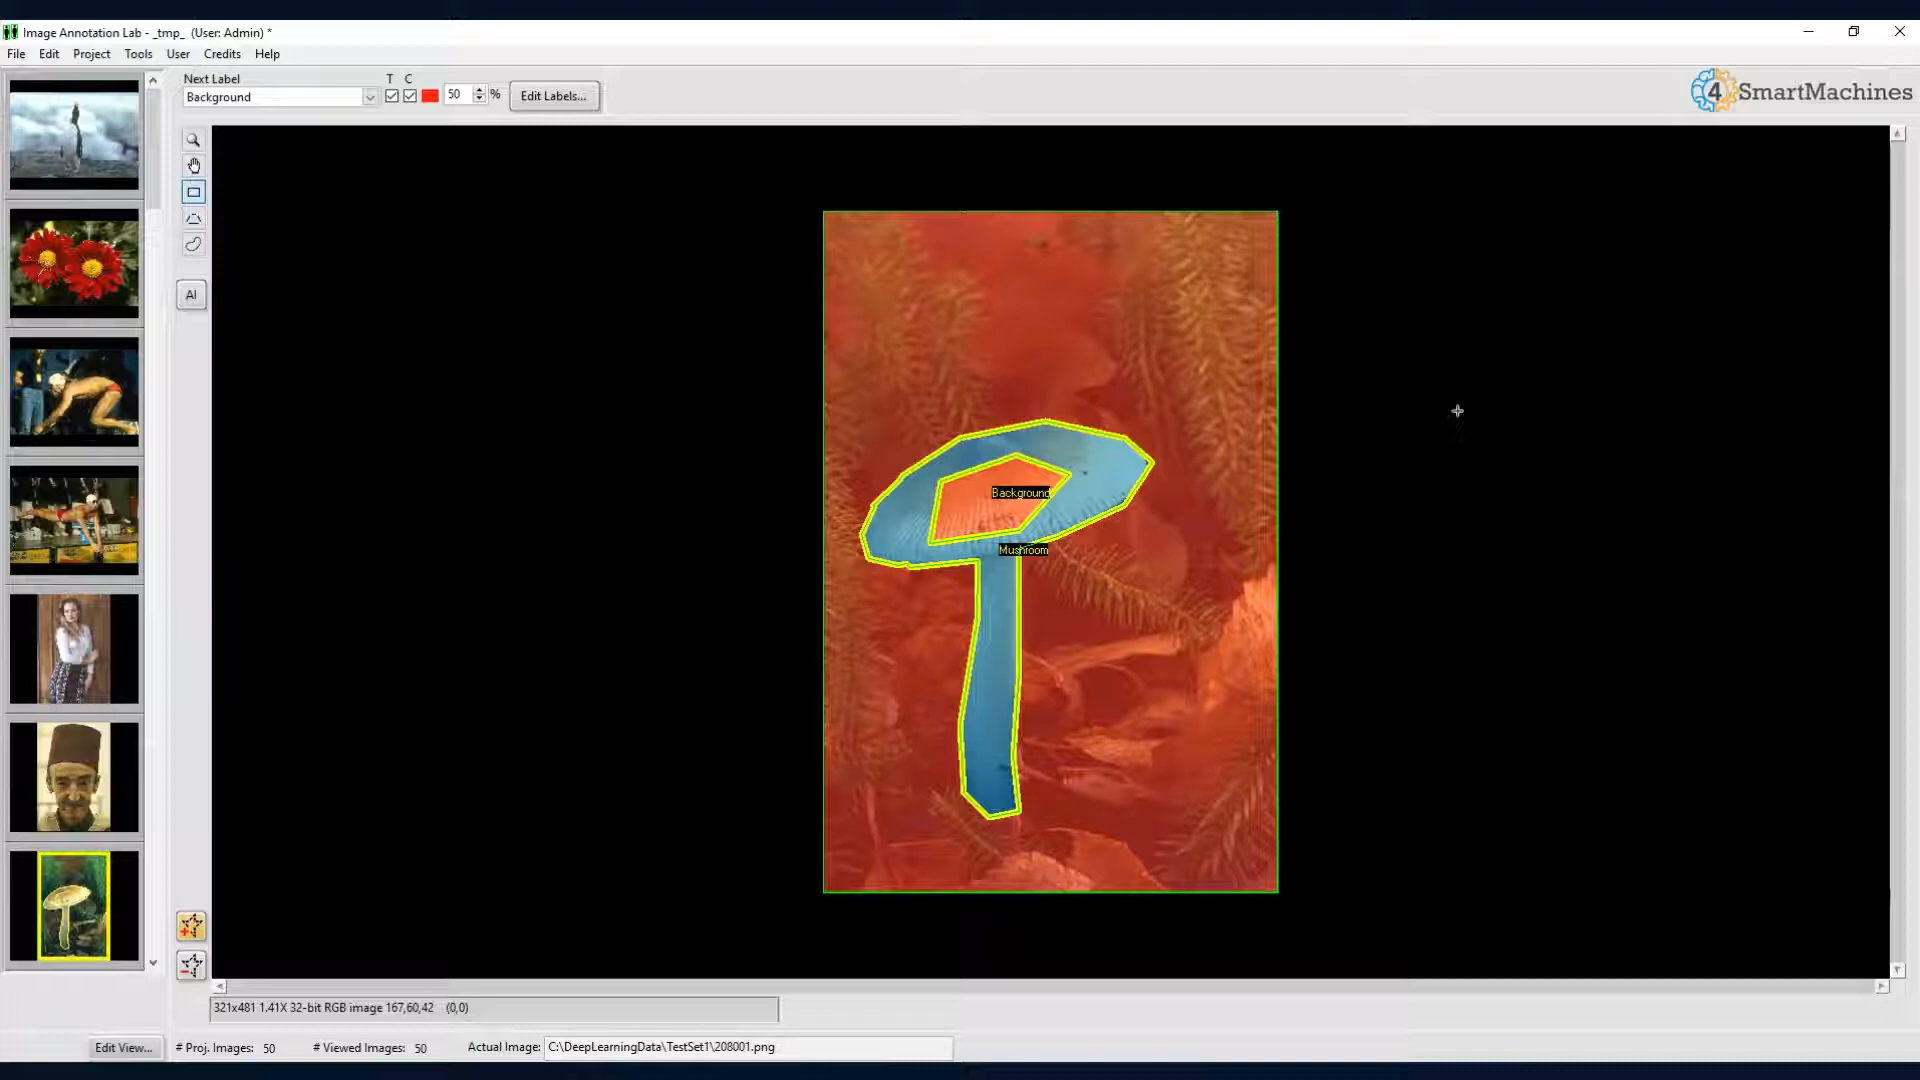 Image Annotation Lab - _tmp_ (User: Admin) *
File Edit Project Tools User Credits Help
Next Label T C
Background 50 % Edit Labels...
4SmartMachines
AI
Background
Mushroom
321x481 1.41X 32-bit RGB image 167,60,42 (0,0)
Edit View... # Proj. Images: 50 # Viewed Images: 50 Actual Image: C:\DeepLearningData\TestSet1\208001.png